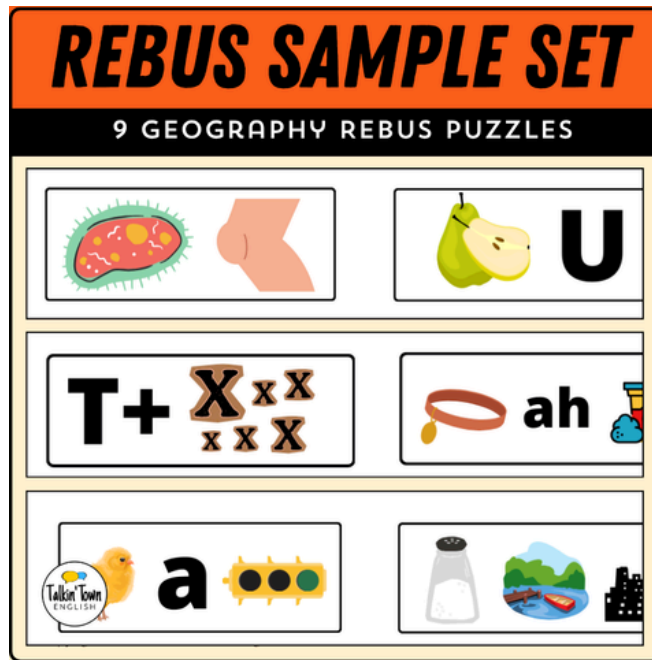 REBUS SAMPLE SET
9 GEOGRAPHY REBUS PUZZLES
U
T+ X x X x x X
ah
a
Talkin' Town
ENGLISH